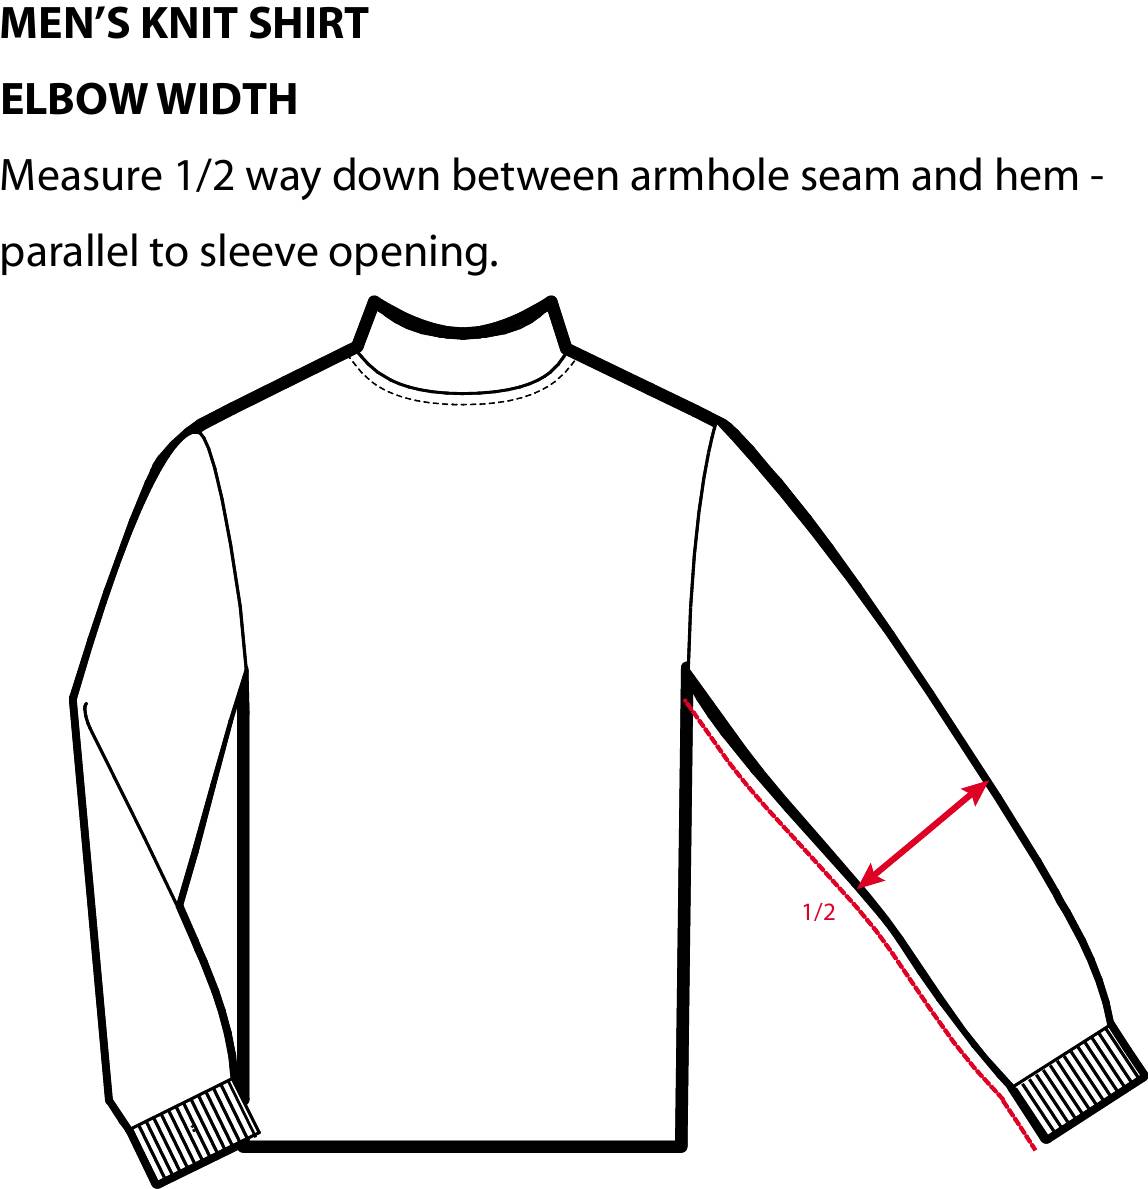 MEN’S KNIT SHIRT
ELBOW WIDTH
Measure 1/2 way down between armhole seam and hem -
parallel to sleeve opening.
1/2